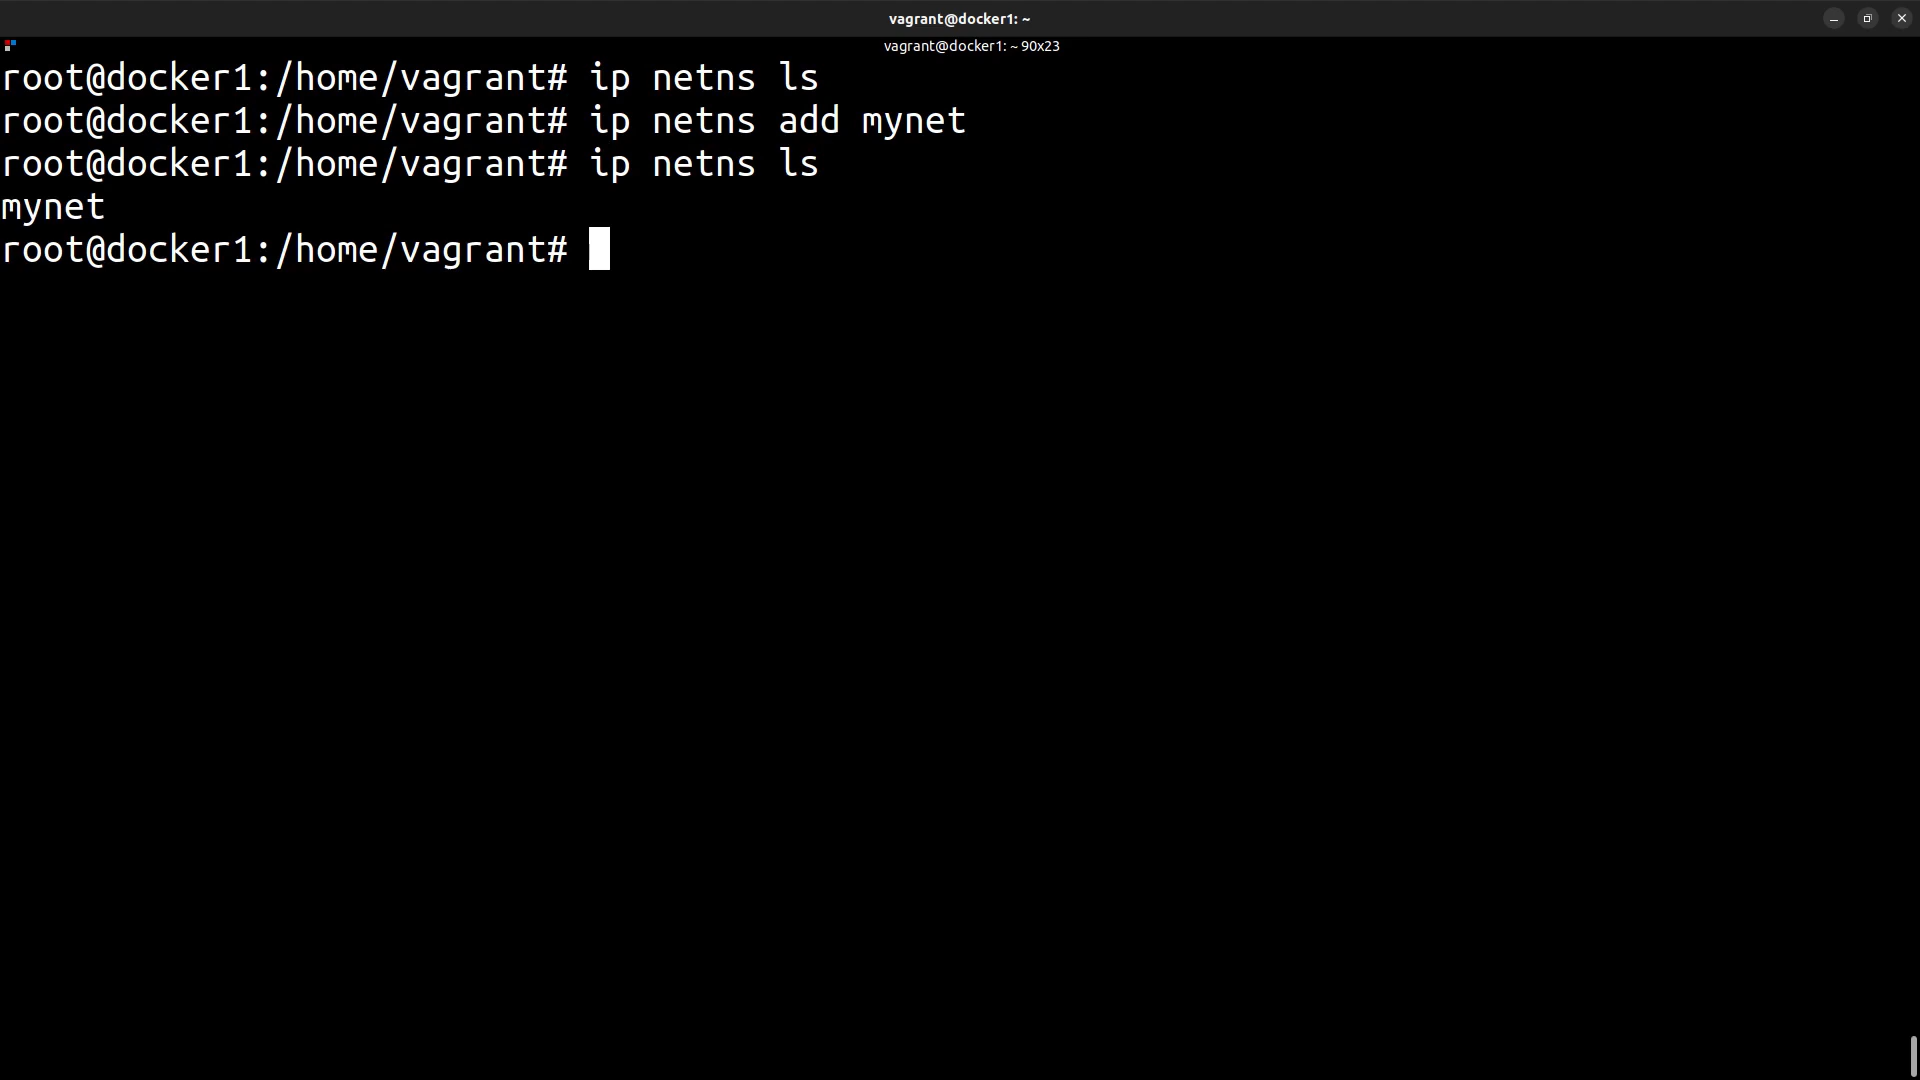 vagrant@docker1: ~
vagrant@docker1: ~ 90x23
root@docker1:/home/vagrant# ip netns ls
root@docker1:/home/vagrant# ip netns add mynet
root@docker1:/home/vagrant# ip netns ls
mynet
root@docker1:/home/vagrant#